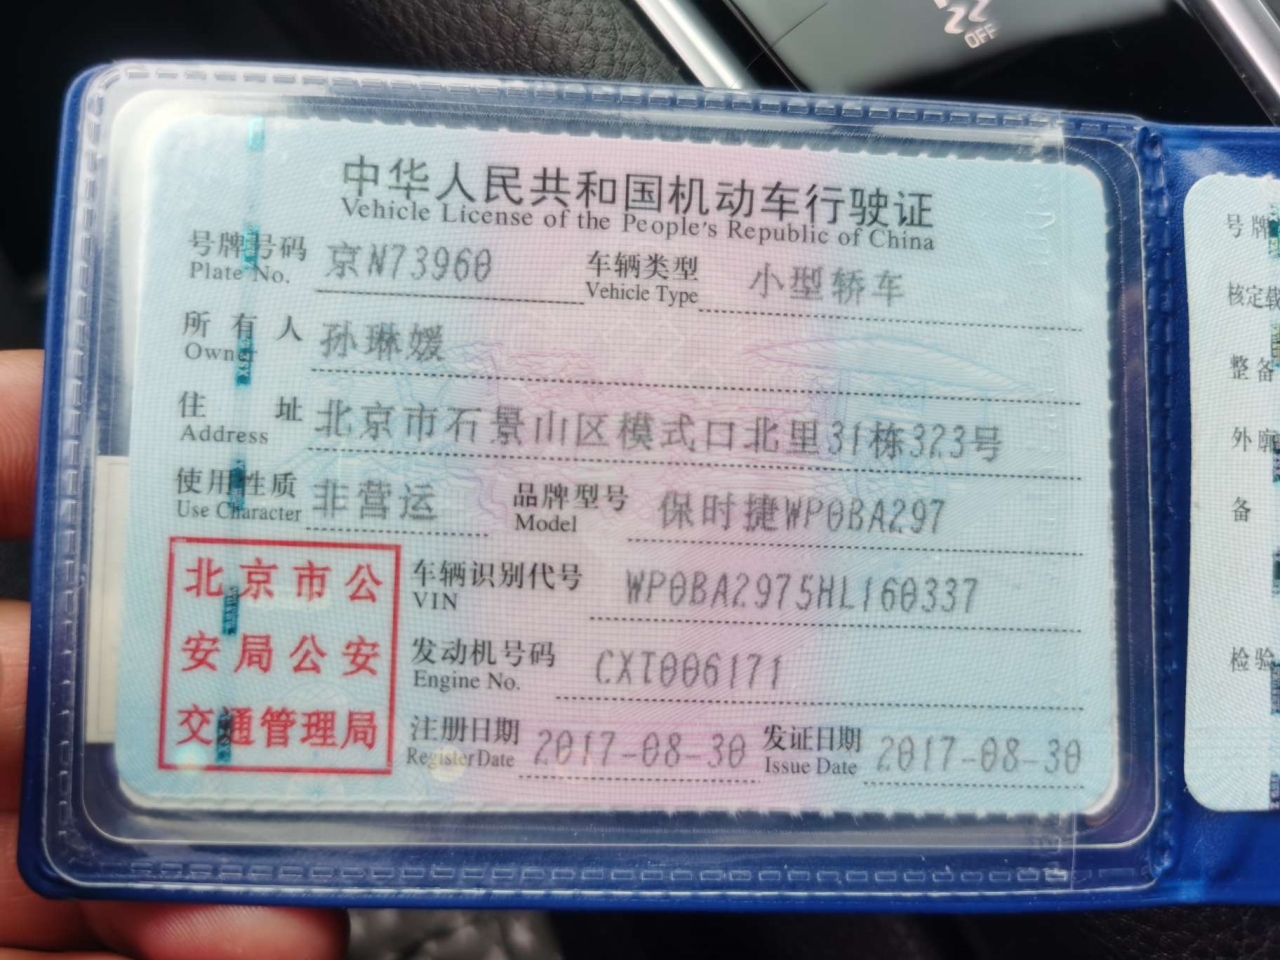 22
OFF
中华人民共和国机动车行驶证
Vehicle License of the People's Republic of China
号牌号码 京N73960 车辆类型 小型轿车
Plate No. Vehicle Type
所有人 孙琳媛
Owner
住址 北京市石景山区模式口北里31栋323号
Address
使用性质 非营运 品牌型号 保时捷WP0BA297
Use Character Model
北京市公
安局公安
交通管理局
车辆识别代号 WP0BA2975HL160337
VIN
发动机号码 CXT006171
Engine No.
注册日期 2017-08-30 发证日期 2017-08-30
Register Date Issue Date
号牌
核定载
整备
外廓
备
检验